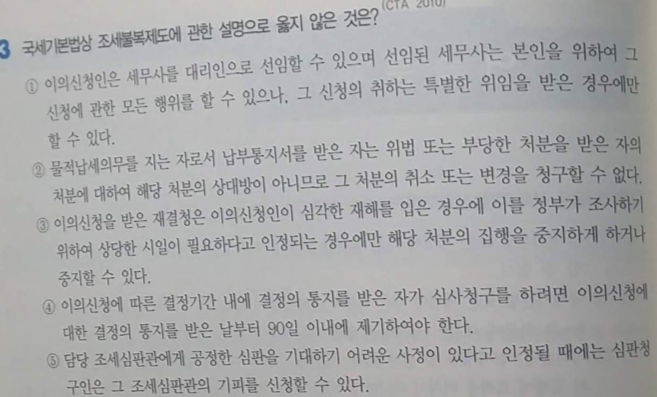 (CTA 2010)
3 국세기본법상 조세불복제도에 관한 설명으로 옳지 않은 것은?
① 이의신청인은 세무사를 대리인으로 선임할 수 있으며 선임된 세무사는 본인을 위하여 그
신청에 관한 모든 행위를 할 수 있으나, 그 신청의 취하는 특별한 위임을 받은 경우에만
할 수 있다.
② 물적납세의무를 지는 자로서 납부통지서를 받은 자는 위법 또는 부당한 처분을 받은 자의
처분에 대하여 해당 처분의 상대방이 아니므로 그 처분의 취소 또는 변경을 청구할 수 없다.
③ 이의신청을 받은 재결청은 이의신청인이 심각한 재해를 입은 경우에 이를 정부가 조사하기
위하여 상당한 시일이 필요하다고 인정되는 경우에만 해당 처분의 집행을 중지하게 하거나
중지할 수 있다.
④ 이의신청에 따른 결정기간 내에 결정의 통지를 받은 자가 심사청구를 하려면 이의신청에
대한 결정의 통지를 받은 날부터 90일 이내에 제기하여야 한다.
⑤ 담당 조세심판관에게 공정한 심판을 기대하기 어려운 사정이 있다고 인정될 때에는 심판청
구인은 그 조세심판관의 기피를 신청할 수 있다.